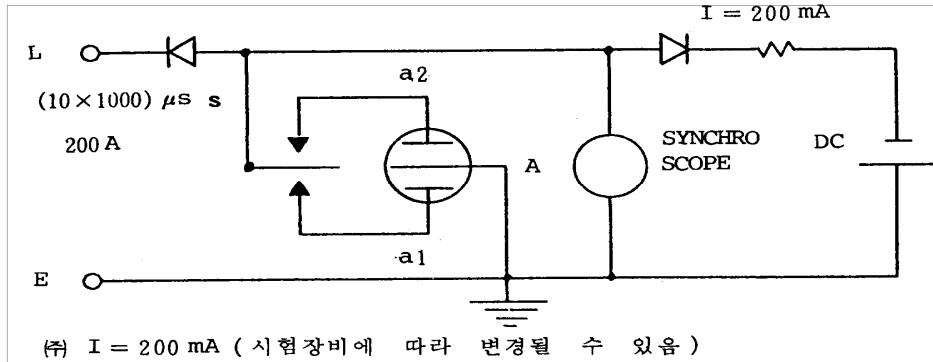 I = 200 mA
L
a2
(10×1000) μs s
200 A
A
SYNCHRO
SCOPE
DC
a1
E
㈜ I = 200 mA ( 시험장비에 따라 변경될 수 있음 )